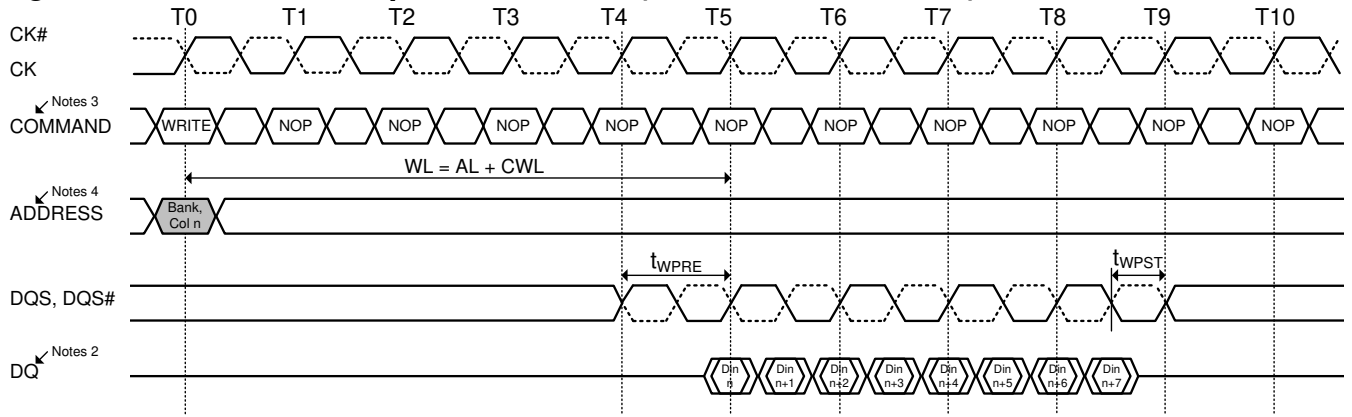 T0 T1 T2 T3 T4 T5 T6 T7 T8 T9 T10
CK#
CK
Notes 3
COMMAND WRITE NOP NOP NOP NOP NOP NOP NOP NOP NOP NOP
WL = AL + CWL
Notes 4
ADDRESS Bank,
Col n
tWPRE tWPST
DQS, DQS#
Notes 2
DQ
Din Din Din Din Din Din Din Din
n n+1 n+2 n+3 n+4 n+5 n+6 n+7